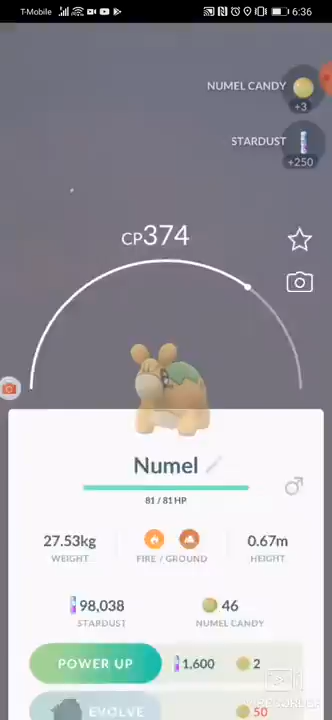 T-Mobile 6:36
NUMEL CANDY
+3
STARDUST
+250
CP374
Numel
81 / 81 HP
27.53kg
WEIGHT
FIRE / GROUND
0.67m
HEIGHT
98,038
STARDUST
46
NUMEL CANDY
POWER UP 1,600 2
EVOLVE 50